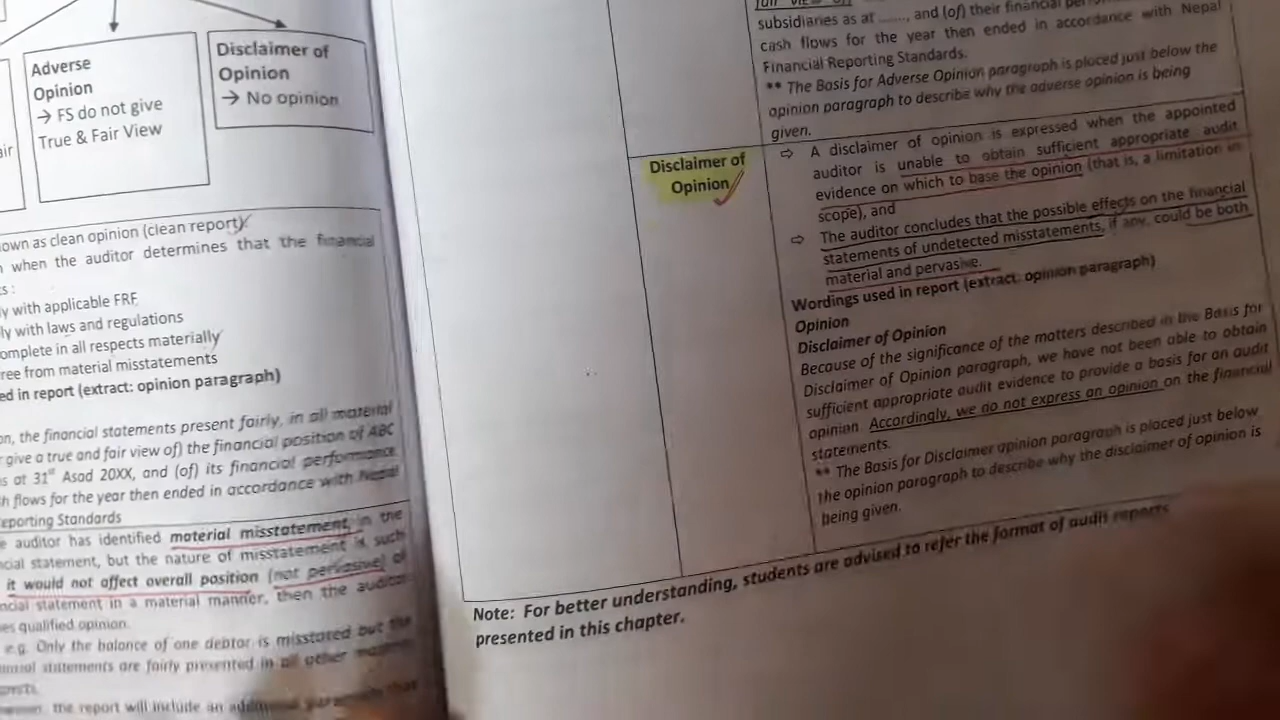 Adverse
Opinion
→ FS do not give
True & Fair View
Disclaimer of
Opinion
→ No opinion
own as clean opinion (clean report)
when the auditor determines that the financial
ts :
ly with applicable FRF
ly with laws and regulations
omplete in all respects materially
ree from material misstatements
ed in report (extract: opinion paragraph)
on, the financial statements present fairly, in all material
r give a true and fair view of) the financial position of ABC
s at 31st Asad 20XX, and (of) its financial performance
h flows for the year then ended in accordance with Nepal
eporting Standards
e auditor has identified material misstatement, in the
cial statement, but the nature of misstatement is such
it would not affect overall position (not pervasive) of
ncial statement in a material manner, then the auditor
es qualified opinion.
e.g. Only the balance of one debtor is misstated but the
statements are fairly presented in all other
the report will include an additional paragraph that
subsidiaries as at ......., and (of) their financial
cash flows for the year then ended in accordance with Nepal
Financial Reporting Standards.
** The Basis for Adverse Opinion paragraph is placed just below the
opinion paragraph to describe why the adverse opinion is being
given.
Disclaimer of
Opinion
⇨ A disclaimer of opinion is expressed when the appointed
auditor is unable to obtain sufficient appropriate audit
evidence on which to base the opinion (that is, a limitation in
scope), and
⇨ The auditor concludes that the possible effects on the financial
statements of undetected misstatements, if any, could be both
material and pervasive.
Wordings used in report (extract: opinion paragraph)
Opinion
Disclaimer of Opinion
Because of the significance of the matters described in the Basis for
Disclaimer of Opinion paragraph, we have not been able to obtain
sufficient appropriate audit evidence to provide a basis for an audit
opinion. Accordingly, we do not express an opinion on the financial
statements.
** The Basis for Disclaimer opinion paragraph is placed just below
the opinion paragraph to describe why the disclaimer of opinion is
being given.
Note: For better understanding, students are advised to refer the format of audit reports
presented in this chapter.